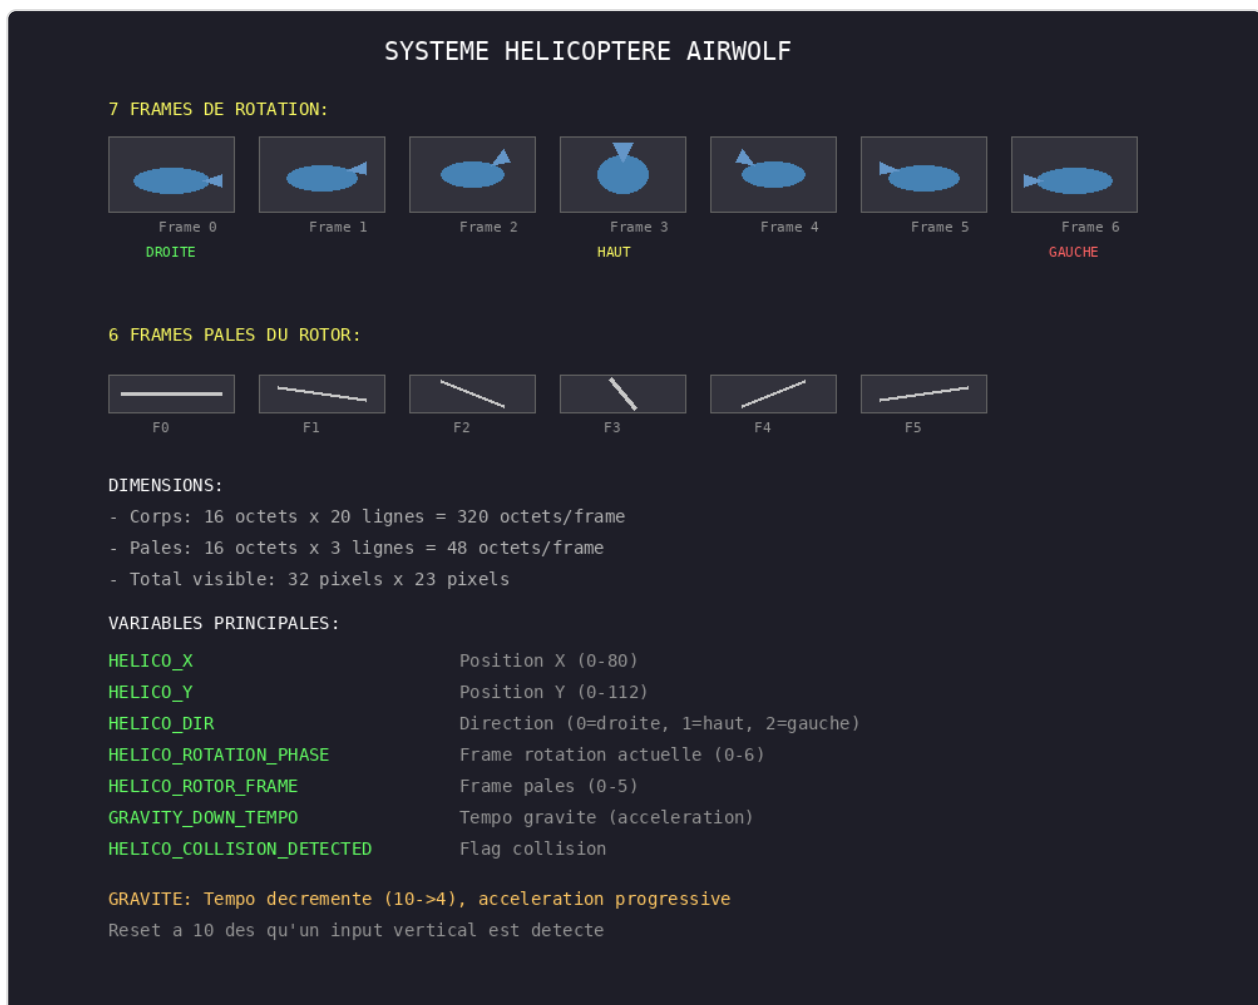 SYSTEME HELICOPTERE AIRWOLF
7 FRAMES DE ROTATION:
Frame 0 Frame 1 Frame 2 Frame 3 Frame 4 Frame 5 Frame 6
DROITE HAUT GAUCHE
6 FRAMES PALES DU ROTOR:
F0 F1 F2 F3 F4 F5
DIMENSIONS:
- Corps: 16 octets x 20 lignes = 320 octets/frame
- Pales: 16 octets x 3 lignes = 48 octets/frame
- Total visible: 32 pixels x 23 pixels
VARIABLES PRINCIPALES:
HELICO_X Position X (0-80)
HELICO_Y Position Y (0-112)
HELICO_DIR Direction (0=droite, 1=haut, 2=gauche)
HELICO_ROTATION_PHASE Frame rotation actuelle (0-6)
HELICO_ROTOR_FRAME Frame pales (0-5)
GRAVITY_DOWN_TEMPO Tempo gravite (acceleration)
HELICO_COLLISION_DETECTED Flag collision
GRAVITE: Tempo decremente (10->4), acceleration progressive
Reset a 10 des qu'un input vertical est detecte